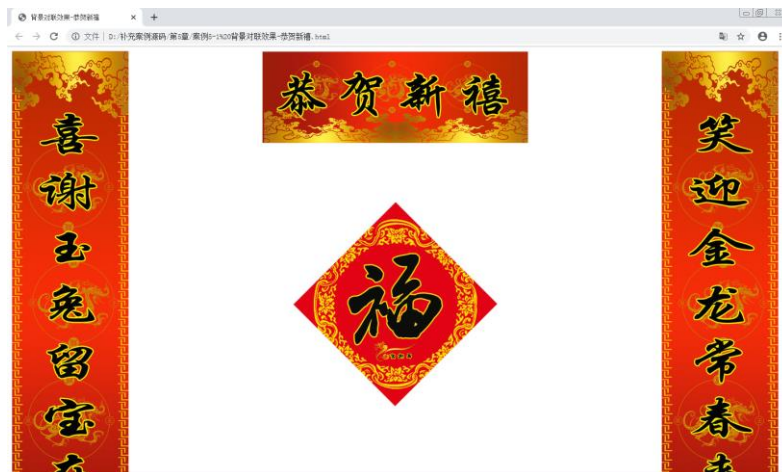 背景对联效果-恭贺新禧
文件 | D:/补充案例源码/第5章/案例5-1%20背景对联效果-恭贺新禧.html
恭贺新禧
喜谢玉兔留宝
笑迎金龙常春
福